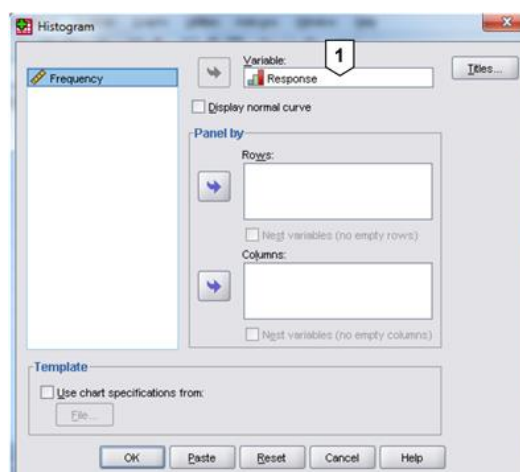 Histogram
Frequency
Variable:
1
Response
Titles...
Display normal curve
Panel by
Rows:
Nest variables (no empty rows)
Columns:
Nest variables (no empty columns)
Template
Use chart specifications from:
File...
OK Paste Reset Cancel Help